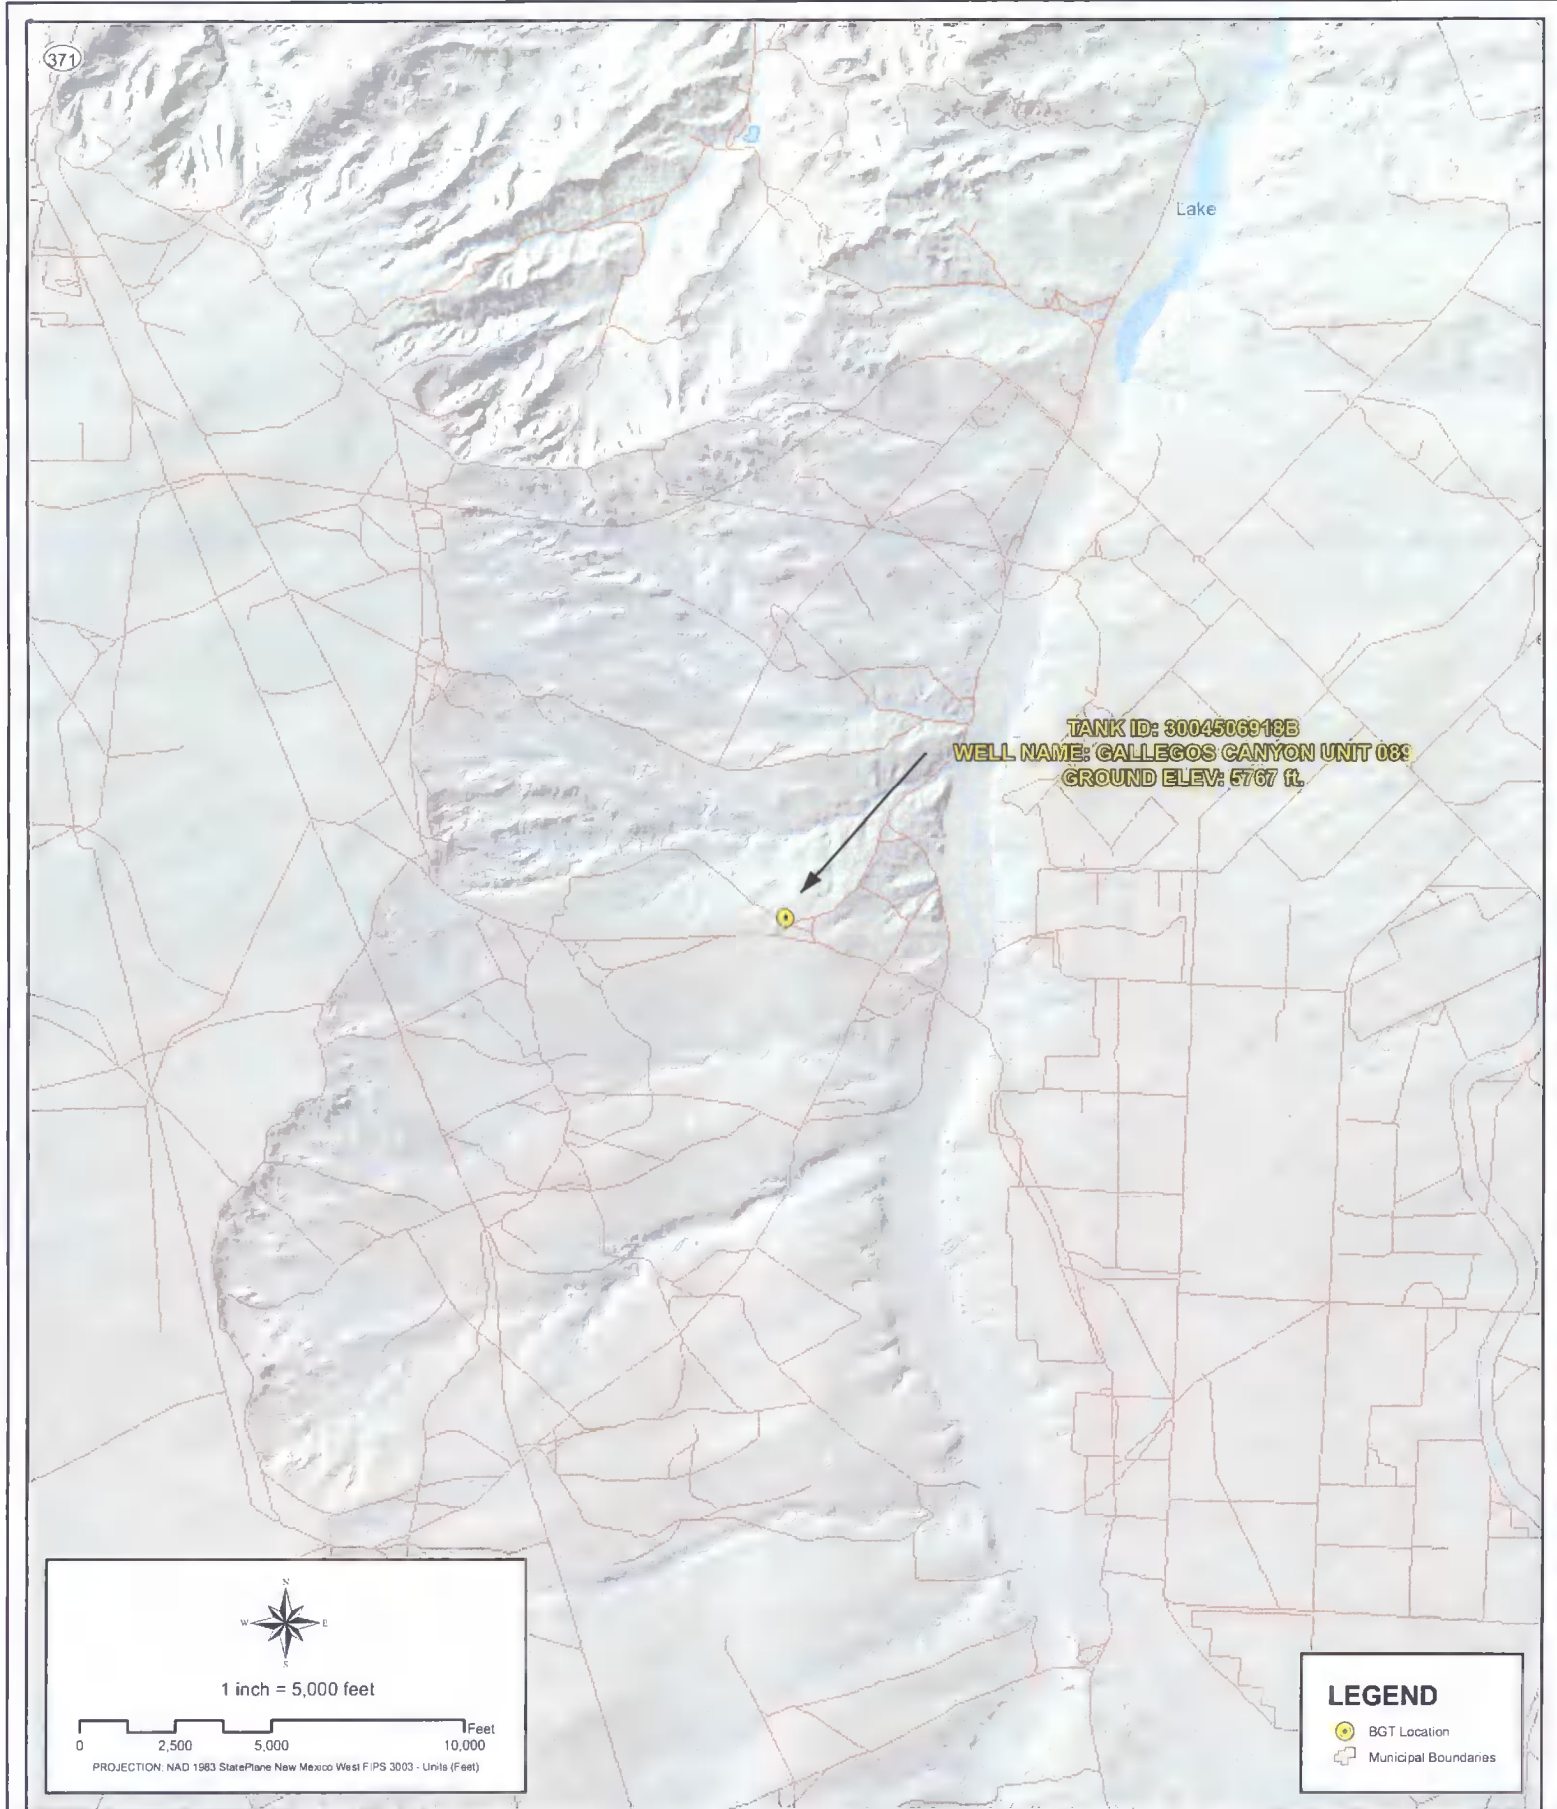 371
Lake
TANK ID: 3004506918B
WELL NAME: GALLEGOS CANYON UNIT 089
GROUND ELEV: 5767 ft.
N
W E
S
1 inch = 5,000 feet
Feet
0 2,500 5,000 10,000
PROJECTION: NAD 1983 StatePlane New Mexico West FIPS 3003 - Units (Feet)
LEGEND
BGT Location
Municipal Boundaries